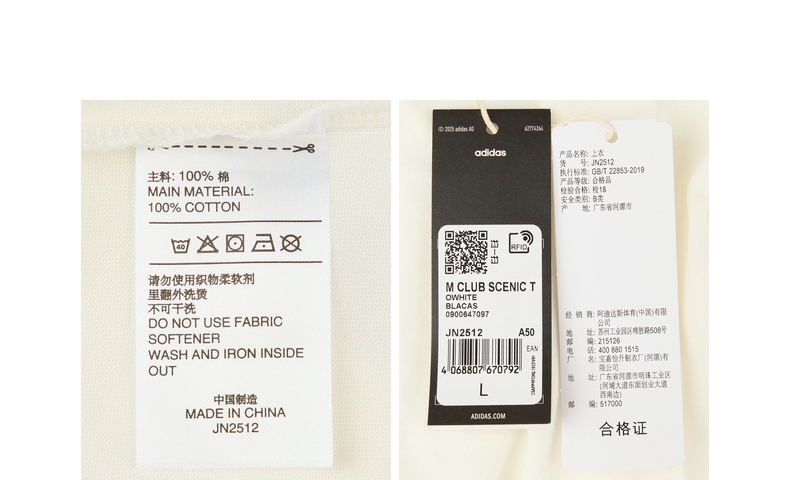 主料: 100% 棉
MAIN MATERIAL:
100% COTTON
40
请勿使用织物柔软剂
里翻外洗烫
不可干洗
DO NOT USE FABRIC
SOFTENER
WASH AND IRON INSIDE
OUT
中国制造
MADE IN CHINA
JN2512
© 2025 adidas AG
62774264
adidas
RFID
M CLUB SCENIC T
OWHITE
BLACAS
0900647097
JN2512 A50
EAN
4 068807 670792
L
ADIDAS.COM
产品名称: 上衣
货 号: JN2512
执行标准: GB/T 22853-2019
产品等级: 合格品
检验合格: 检18
安全类别: B类
产 地: 广东省河源市
经 销 商: 阿迪达斯体育(中国)有限
公司
地 址: 苏州工业园区唯胜路508号
邮 编: 215126
电 话: 400 880 1515
厂 名: 宝嘉怡升制衣厂(河源)有
限公司
地 址: 广东省河源市明珠工业区
(河埔大道东面创业大道
西南边)
邮 编: 517000
合格证